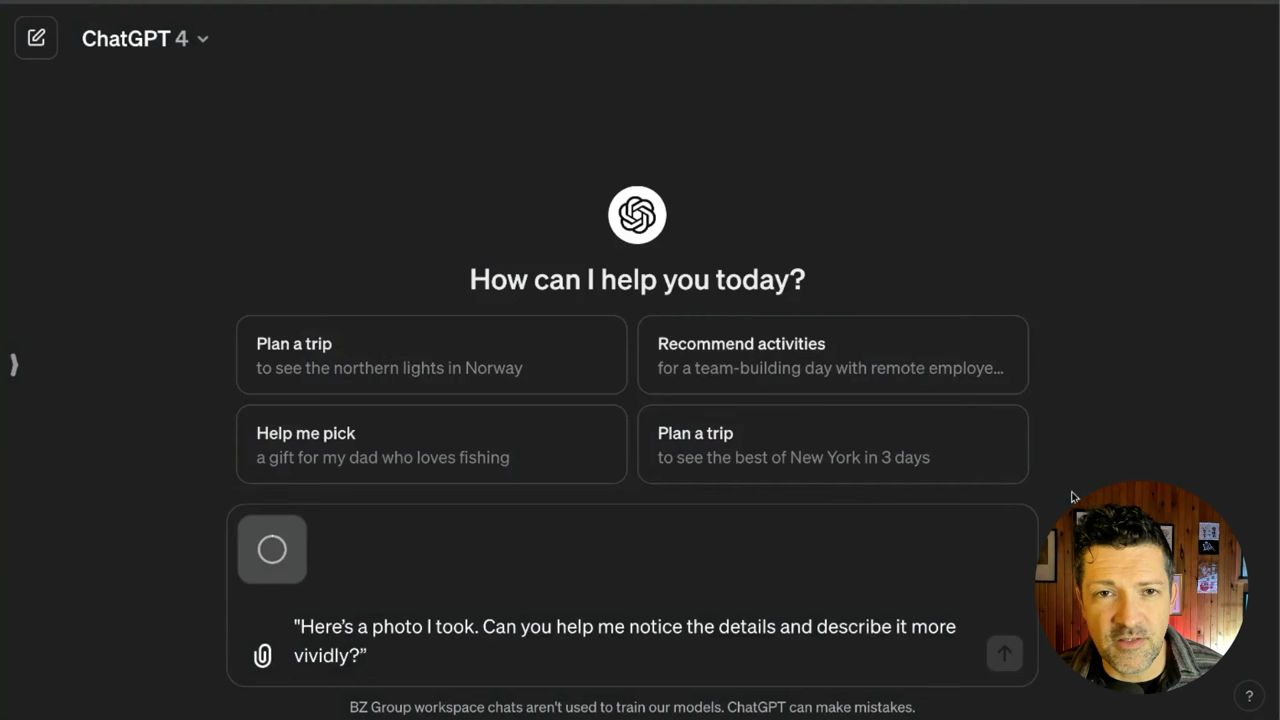 ChatGPT 4
How can I help you today?
Plan a trip
to see the northern lights in Norway
Recommend activities
for a team-building day with remote employe...
Help me pick
a gift for my dad who loves fishing
Plan a trip
to see the best of New York in 3 days
"Here's a photo I took. Can you help me notice the details and describe it more
vividly?”
BZ Group workspace chats aren't used to train our models. ChatGPT can make mistakes.
?